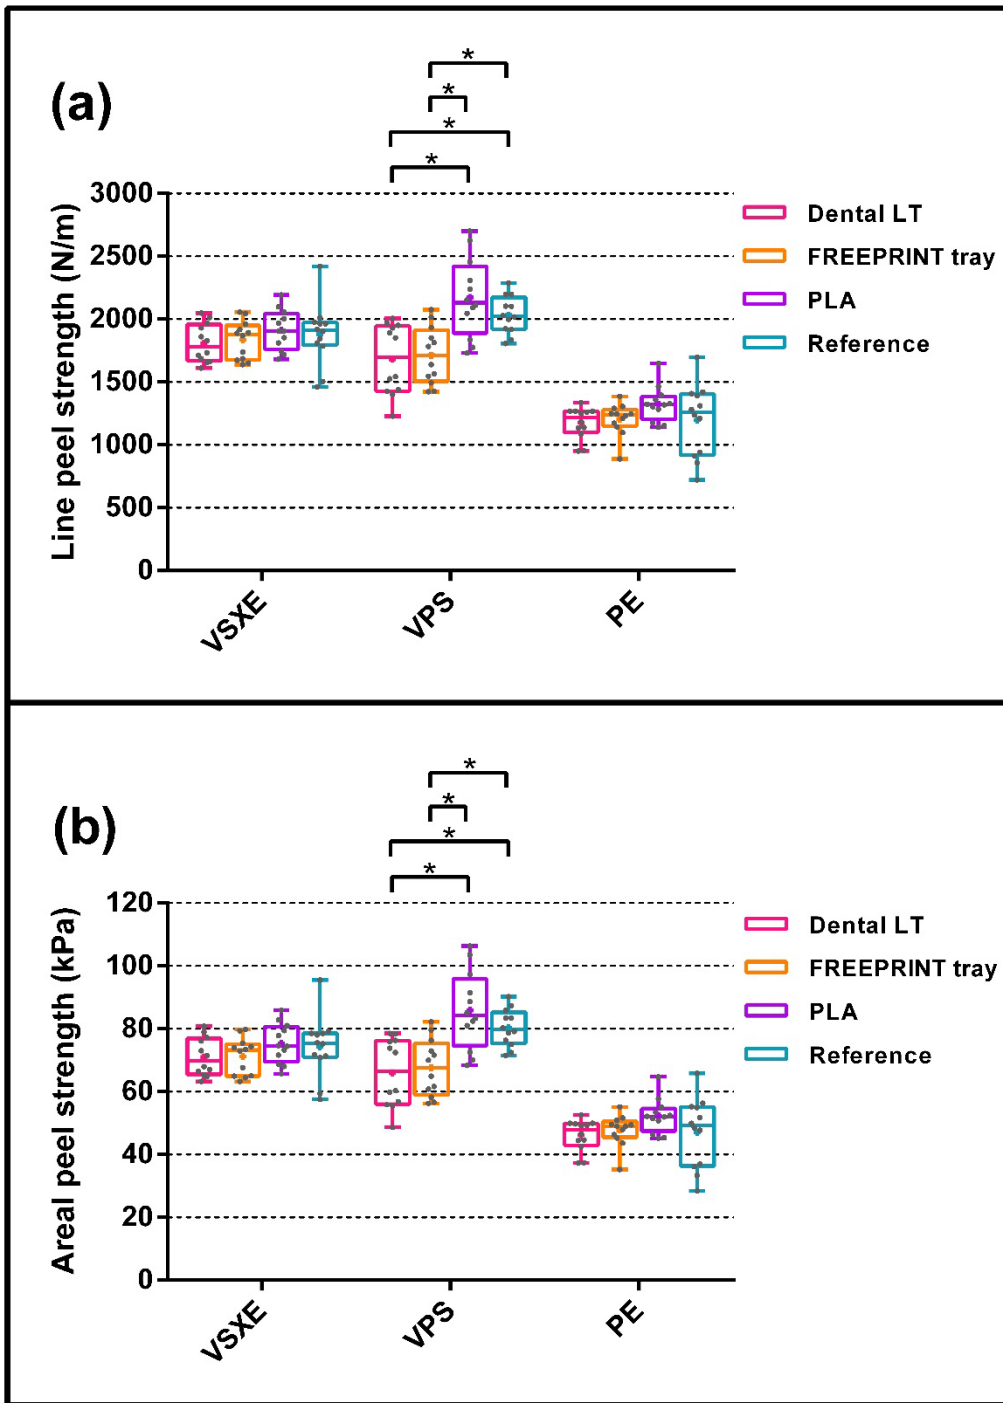 (a)
*
*
*
*
Line peel strength (N/m)
3000
2500
2000
1500
1000
500
0
VSXE
VPS
PE
Dental LT
FREEPRINT tray
PLA
Reference
(b)
*
*
*
*
Areal peel strength (kPa)
120
100
80
60
40
20
0
VSXE
VPS
PE
Dental LT
FREEPRINT tray
PLA
Reference